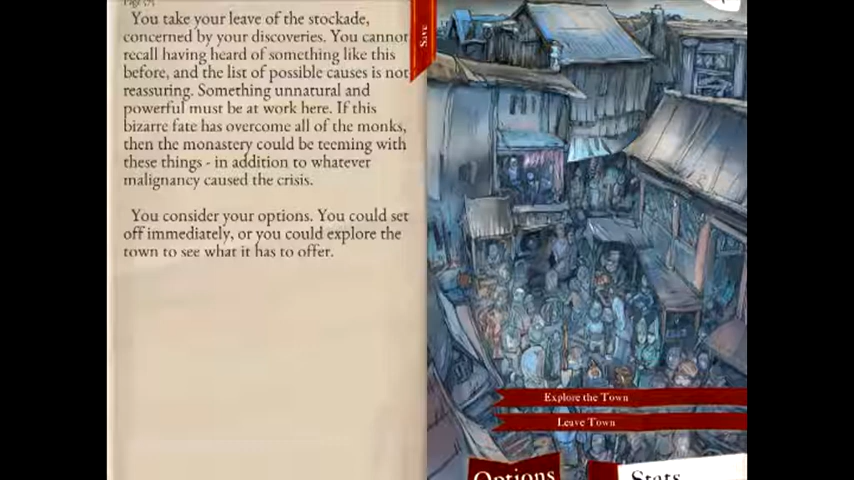 You take your leave of the stockade,
concerned by your discoveries. You cannot
recall having heard of something like this
before, and the list of possible causes is not
reassuring. Something unnatural and
powerful must be at work here. If this
bizarre fate has overcome all of the monks,
then the monastery could be teeming with
these things - in addition to whatever
malignancy caused the crisis.
You consider your options. You could set
off immediately, or you could explore the
town to see what it has to offer.
Save
Explore the Town
Leave Town
Options
Stats